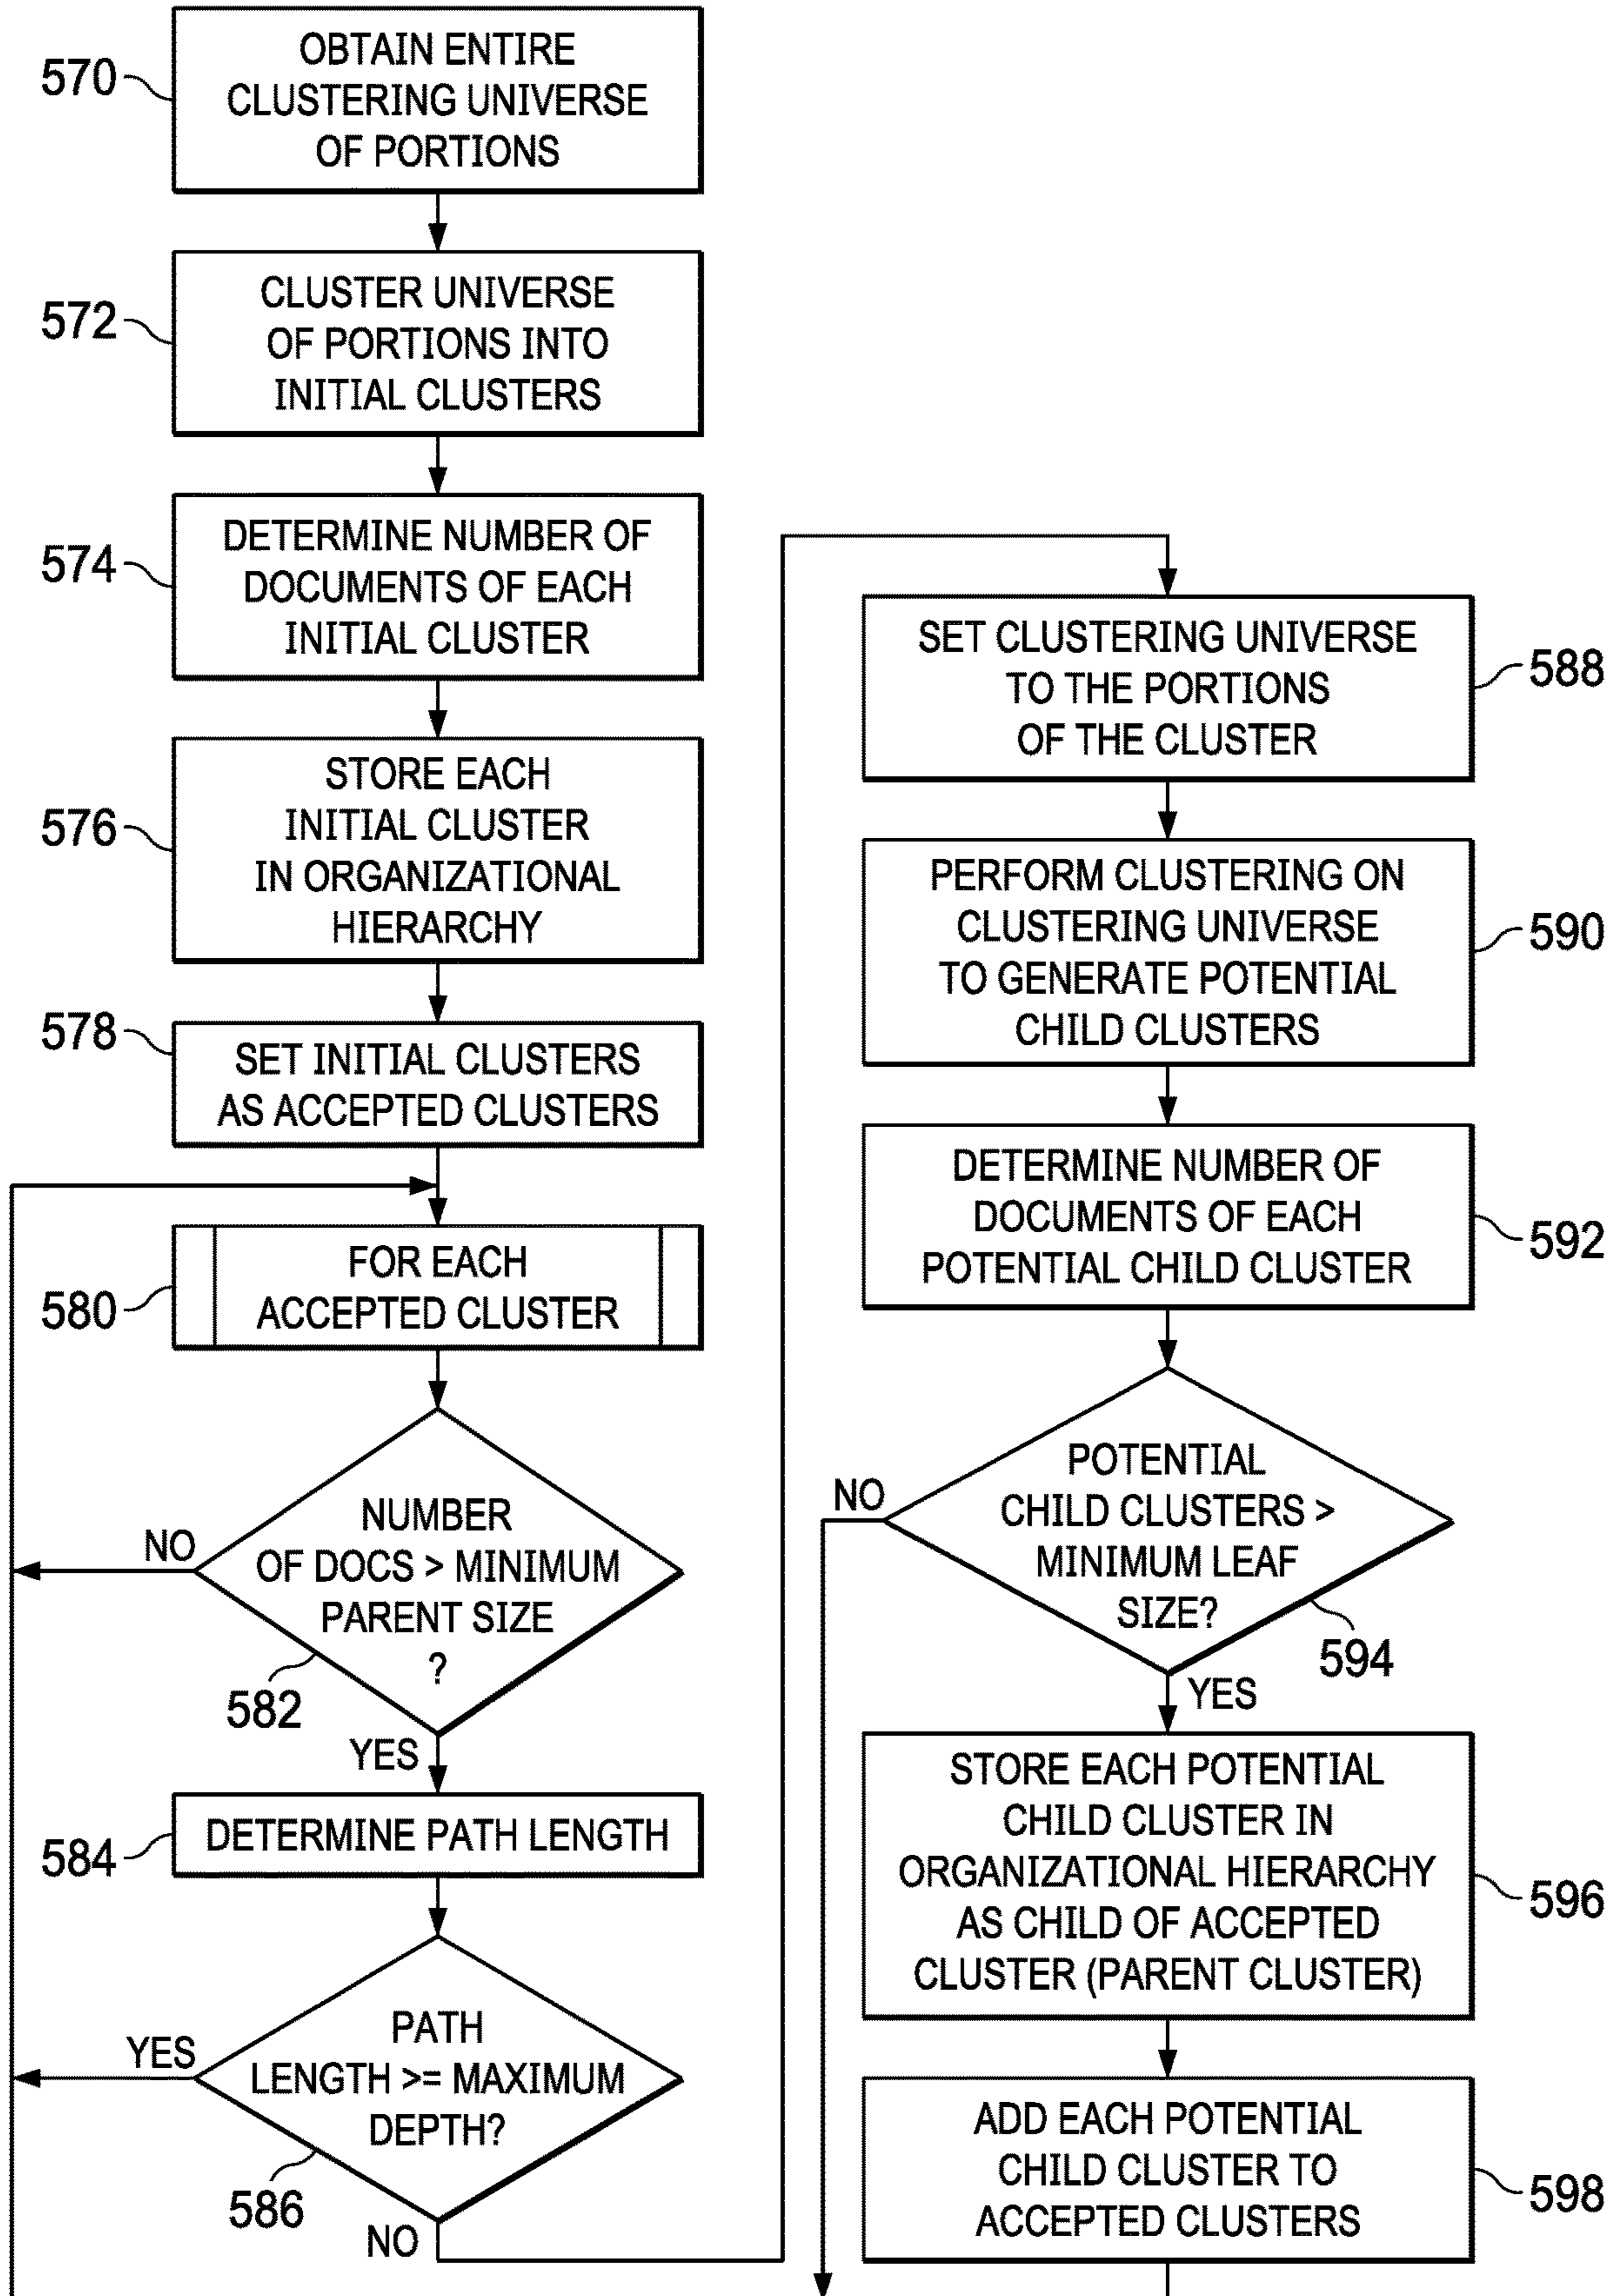 570
OBTAIN ENTIRE
CLUSTERING UNIVERSE
OF PORTIONS
572
CLUSTER UNIVERSE
OF PORTIONS INTO
INITIAL CLUSTERS
574
DETERMINE NUMBER OF
DOCUMENTS OF EACH
INITIAL CLUSTER
576
STORE EACH
INITIAL CLUSTER
IN ORGANIZATIONAL
HIERARCHY
578
SET INITIAL CLUSTERS
AS ACCEPTED CLUSTERS
580
FOR EACH
ACCEPTED CLUSTER
NO
NUMBER
OF DOCS > MINIMUM
PARENT SIZE
?
582
YES
584
DETERMINE PATH LENGTH
YES
PATH
LENGTH >= MAXIMUM
DEPTH?
586
NO
SET CLUSTERING UNIVERSE
TO THE PORTIONS
OF THE CLUSTER
588
PERFORM CLUSTERING ON
CLUSTERING UNIVERSE
TO GENERATE POTENTIAL
CHILD CLUSTERS
590
DETERMINE NUMBER OF
DOCUMENTS OF EACH
POTENTIAL CHILD CLUSTER
592
NO
POTENTIAL
CHILD CLUSTERS >
MINIMUM LEAF
SIZE?
594
YES
STORE EACH POTENTIAL
CHILD CLUSTER IN
ORGANIZATIONAL HIERARCHY
AS CHILD OF ACCEPTED
CLUSTER (PARENT CLUSTER)
596
ADD EACH POTENTIAL
CHILD CLUSTER TO
ACCEPTED CLUSTERS
598